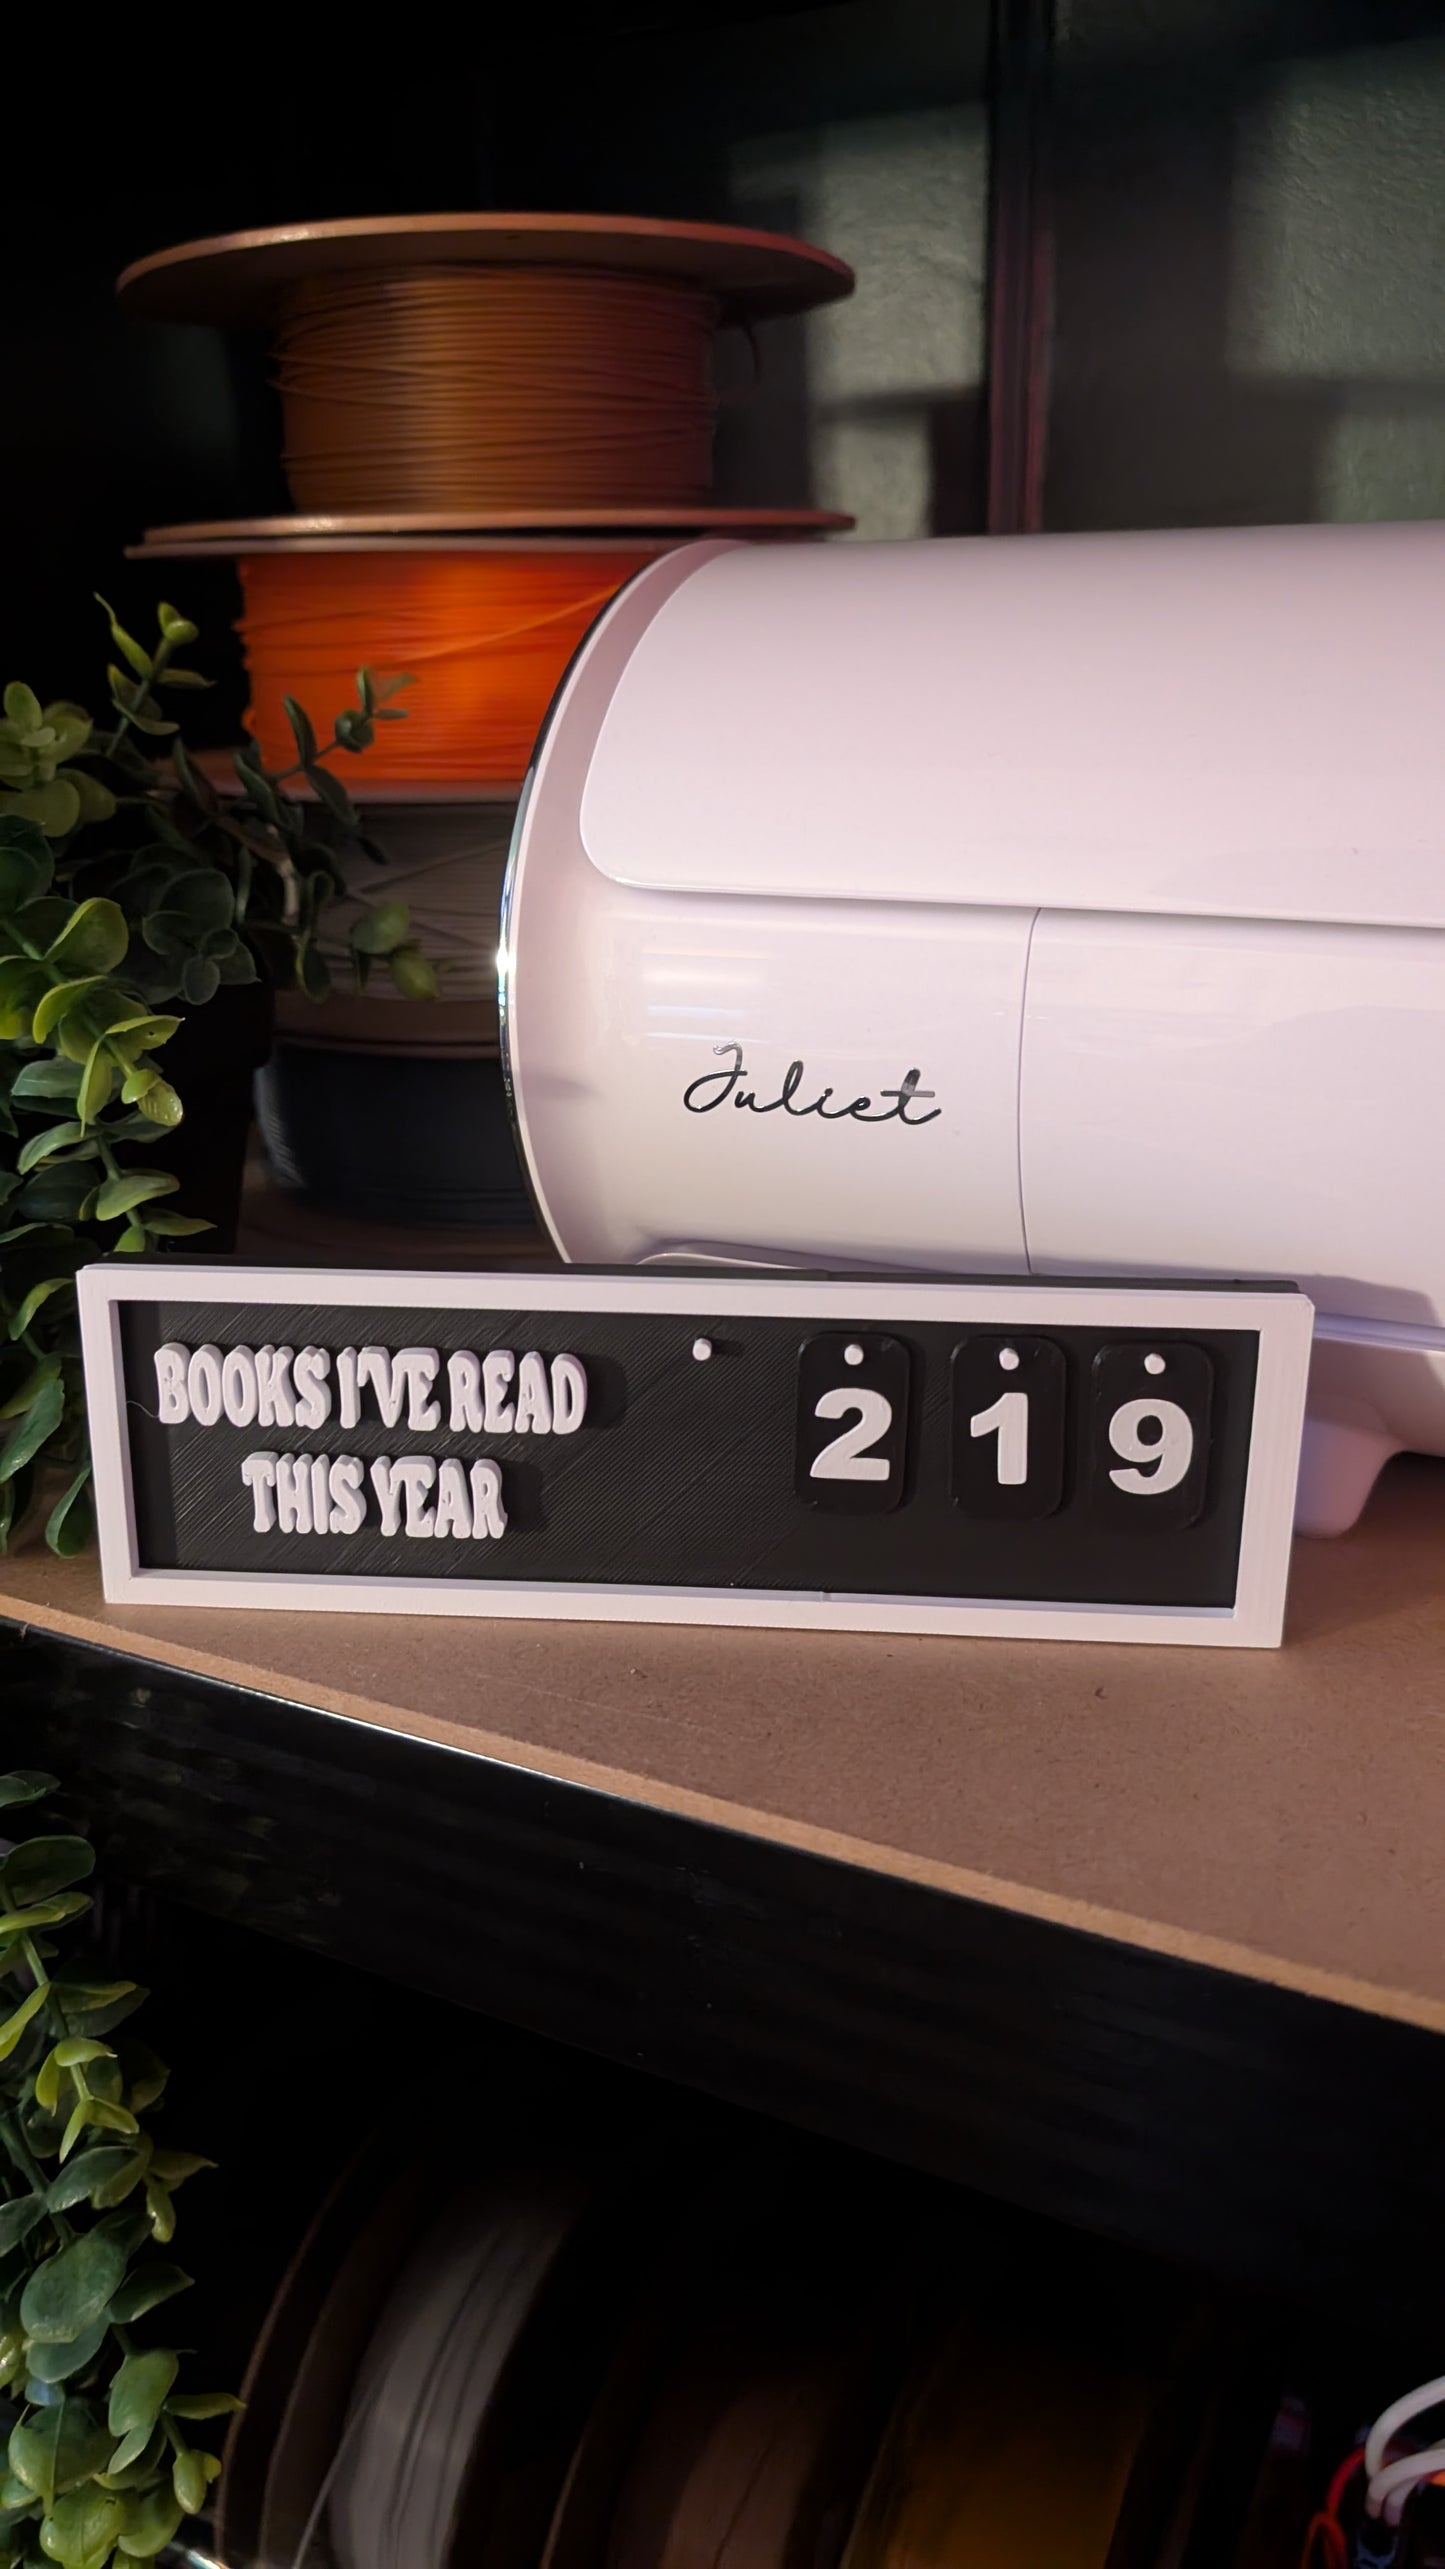 Juliet
BOOKS I'VE READ
THIS YEAR
2 1 9